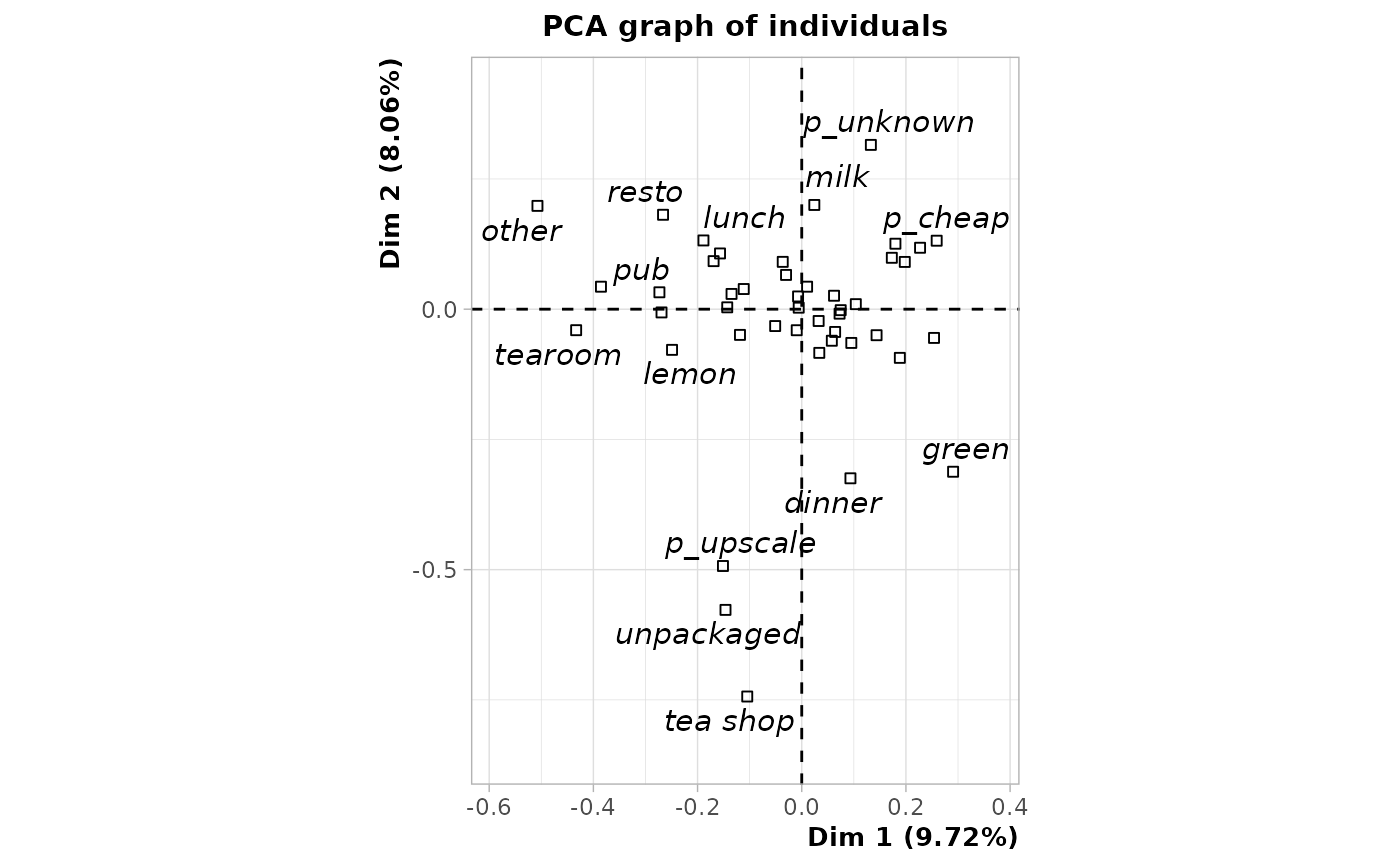 PCA graph of individuals
Dim 2 (8.06%)
p_unknown
milk
resto
lunch
p_cheap
other
pub
0.0
tearoom
lemon
green
dinner
p_upscale
-0.5
unpackaged
tea shop
-0.6 -0.4 -0.2 0.0 0.2 0.4
Dim 1 (9.72%)